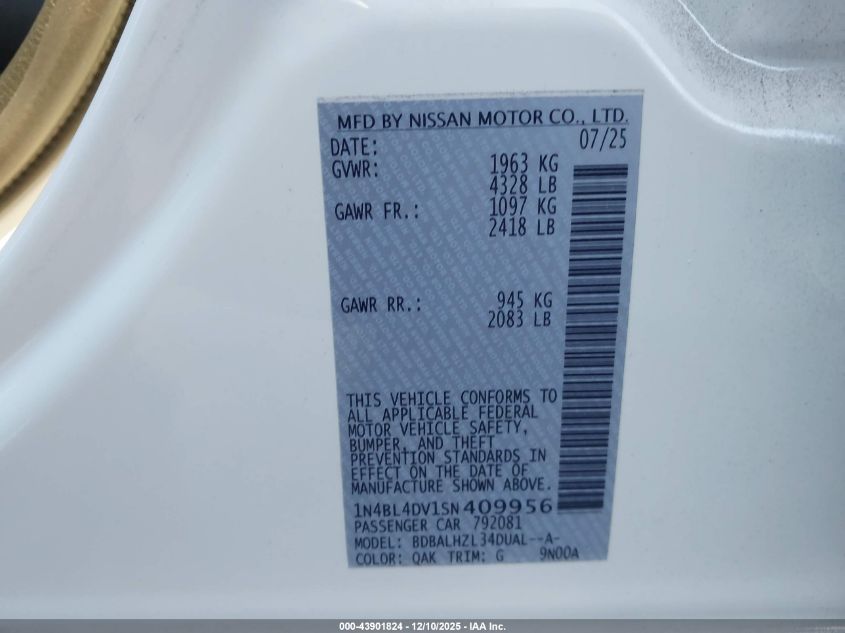 MFD BY NISSAN MOTOR CO., LTD.
DATE: 07/25
GVWR: 1963 KG
4328 LB
GAWR FR.: 1097 KG
2418 LB
GAWR RR.: 945 KG
2083 LB
THIS VEHICLE CONFORMS TO
ALL APPLICABLE FEDERAL
MOTOR VEHICLE SAFETY,
BUMPER, AND THEFT
PREVENTION STANDARDS IN
EFFECT ON THE DATE OF
MANUFACTURE SHOWN ABOVE.
1N4BL4DV1SN409956
PASSENGER CAR 792081
MODEL: BDBALHZL34DUAL--A-
COLOR: QAK TRIM: G 9N00A
000-43901824 - 12/10/2025 - IAA Inc.